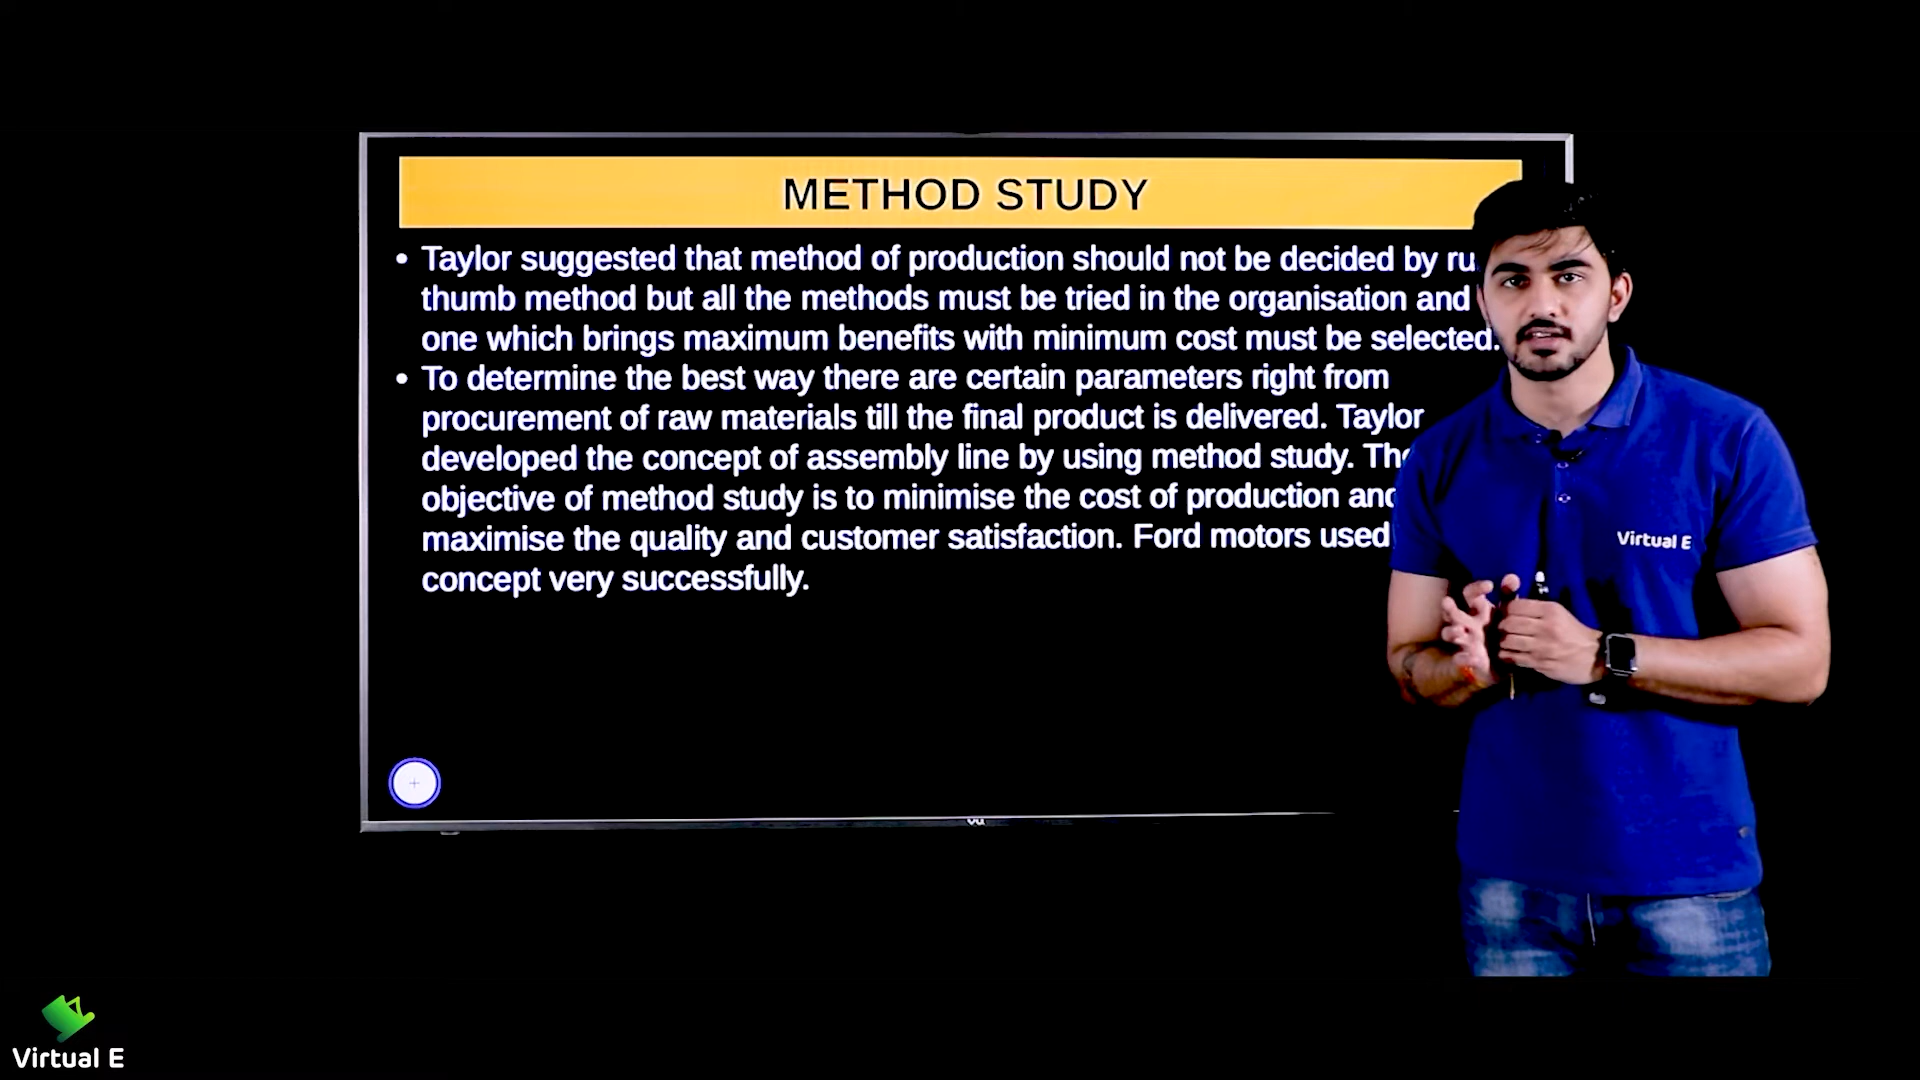 METHOD STUDY
• Taylor suggested that method of production should not be decided by
thumb method but all the methods must be tried in the organisation and
one which brings maximum benefits with minimum cost must be selected.
• To determine the best way there are certain parameters right from
procurement of raw materials till the final product is delivered. Taylor
developed the concept of assembly line by using method study. The
objective of method study is to minimise the cost of production and
maximise the quality and customer satisfaction. Ford motors used
concept very successfully.
Virtual E
vu
Virtual E